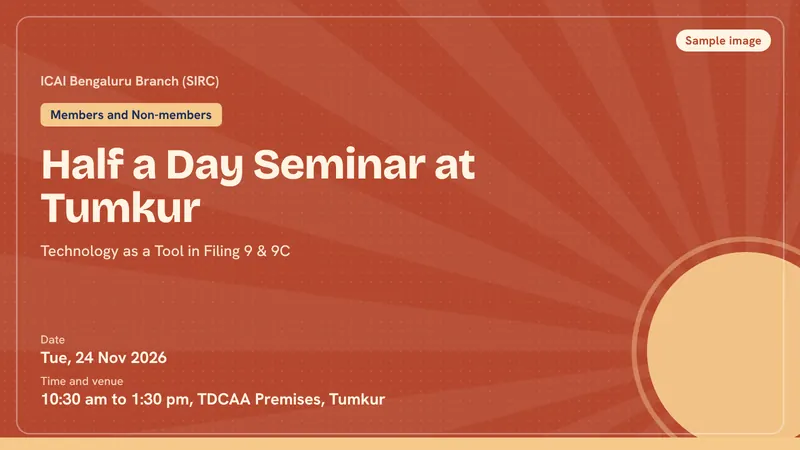 Sample image
ICAI Bengaluru Branch (SIRC)
Members and Non-members
Half a Day Seminar at
Tumkur
Technology as a Tool in Filing 9 & 9C
Date
Tue, 24 Nov 2026
Time and venue
10:30 am to 1:30 pm, TDCAA Premises, Tumkur